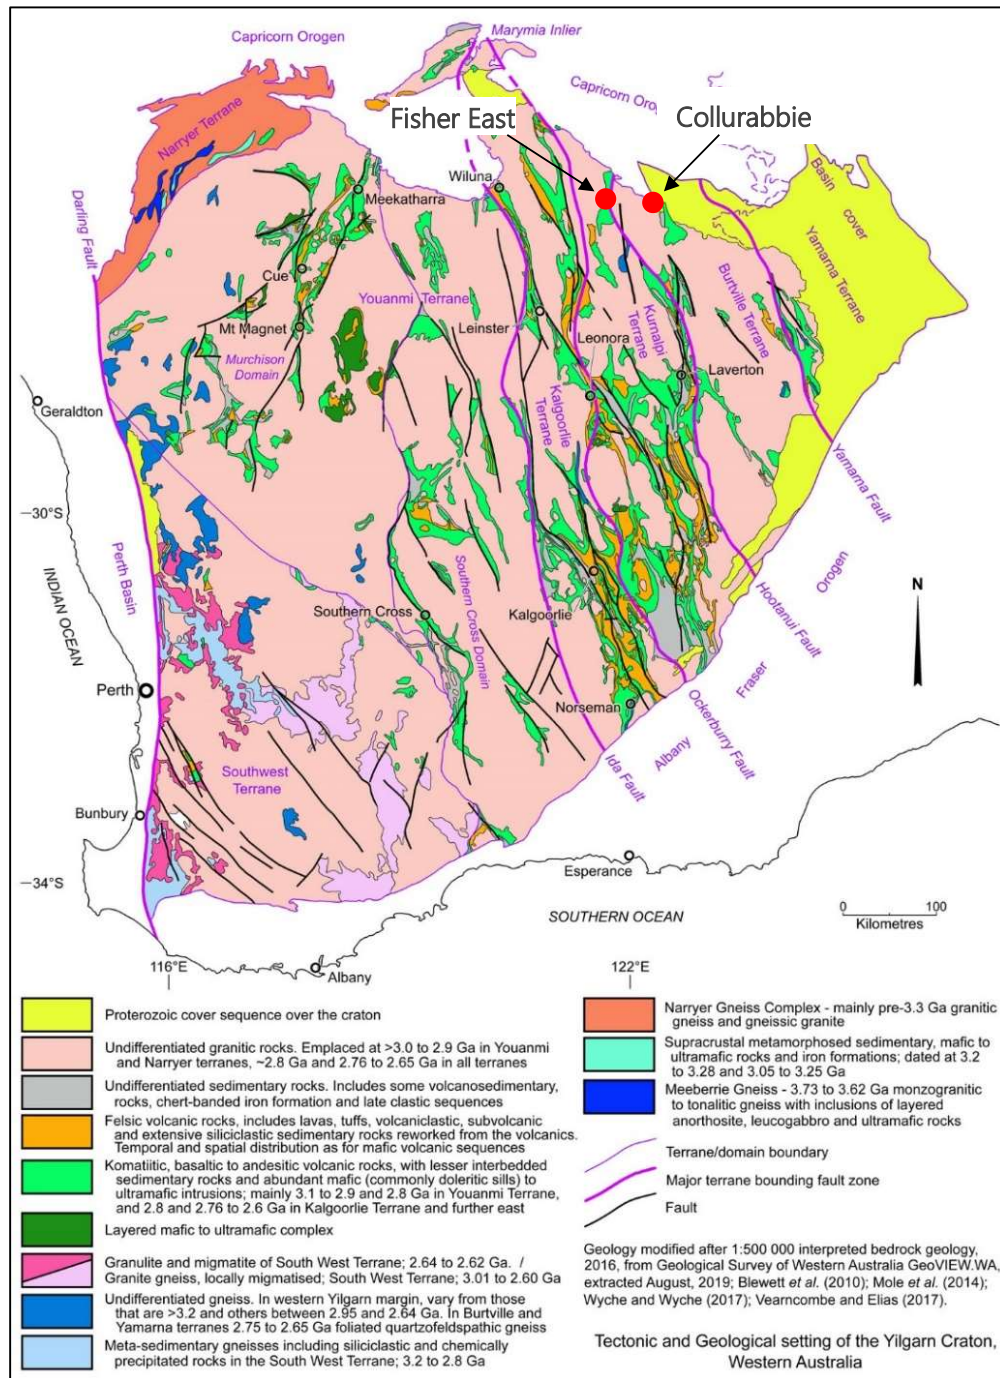 Capricorn Orogen
Marymia Inlier
Capricorn Orog
Fisher East
Collurabbie
Narryer Terrane
Wiluna
Meekatharra
Basin
cover
Yamarna Terrane
Darling Fault
Cue
Youanmi Terrane
Burtville Terrane
Mt Magnet
Leinster
Kurnalpi
Terrane
Leonora
Murchison
Domain
Laverton
Geraldton
Kalgoorlie
Terrane
Yamarna Fault
–30°S
Perth Basin
INDIAN OCEAN
Southern Cross Domain
Orogen
Hootanui Fault
N
Southern Cross
Kalgoorlie
Perth
Fraser
Norseman
Ockerburry Fault
Albany
Ida Fault
Southwest
Terrane
Bunbury
Esperance
–34°S
SOUTHERN OCEAN
0 100
Kilometres
116°E
122°E
Albany
Proterozoic cover sequence over the craton
Undifferentiated granitic rocks. Emplaced at >3.0 to 2.9 Ga in Youanmi
and Narryer terranes, ~2.8 Ga and 2.76 to 2.65 Ga in all terranes
Undifferentiated sedimentary rocks. Includes some volcanosedimentary,
rocks, chert-banded iron formation and late clastic sequences
Felsic volcanic rocks, includes lavas, tuffs, volcaniclastic, subvolcanic
and extensive siliciclastic sedimentary rocks reworked from the volcanics.
Temporal and spatial distribution as for mafic volcanic sequences
Komatiitic, basaltic to andesitic volcanic rocks, with lesser interbedded
sedimentary rocks and abundant mafic (commonly doleritic sills) to
ultramafic intrusions; mainly 3.1 to 2.9 and 2.8 Ga in Youanmi Terrane,
and 2.8 and 2.76 to 2.6 Ga in Kalgoorlie Terrane and further east
Layered mafic to ultramafic complex
Granulite and migmatite of South West Terrane; 2.64 to 2.62 Ga. /
Granite gneiss, locally migmatised; South West Terrane; 3.01 to 2.60 Ga
Undifferentiated gneiss. In western Yilgarn margin, vary from those
that are >3.2 and others between 2.95 and 2.64 Ga. In Burtville and
Yamarna terranes 2.75 to 2.65 Ga foliated quartzofeldspathic gneiss
Meta-sedimentary gneisses including siliciclastic and chemically
precipitated rocks in the South West Terrane; 3.2 to 2.8 Ga
Narryer Gneiss Complex - mainly pre-3.3 Ga granitic
gneiss and gneissic granite
Supracrustal metamorphosed sedimentary, mafic to
ultramafic rocks and iron formations; dated at 3.2
to 3.28 and 3.05 to 3.25 Ga
Meeberrie Gneiss - 3.73 to 3.62 Ga monzogranitic
to tonalitic gneiss with inclusions of layered
anorthosite, leucogabbro and ultramafic rocks
Terrane/domain boundary
Major terrane bounding fault zone
Fault
Geology modified after 1:500 000 interpreted bedrock geology,
2016, from Geological Survey of Western Australia GeoVIEW.WA,
extracted August, 2019; Blewett et al. (2010); Mole et al. (2014);
Wyche and Wyche (2017); Vearncombe and Elias (2017).
Tectonic and Geological setting of the Yilgarn Craton,
Western Australia